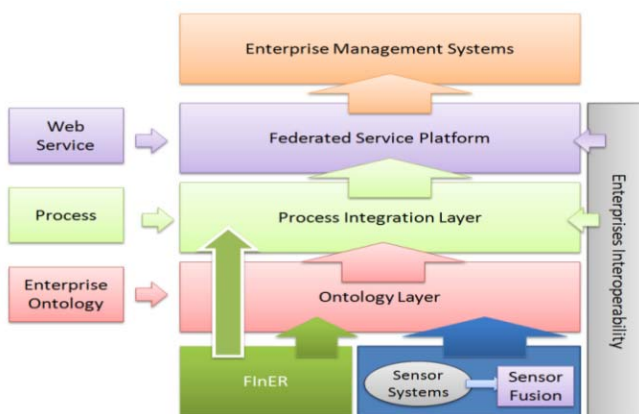 Enterprise Management Systems
Web
Service
Federated Service Platform
Process
Process Integration Layer
Enterprise
Ontology
Ontology Layer
FInER
Sensor
Systems
Sensor
Fusion
Enterprises Interoperability